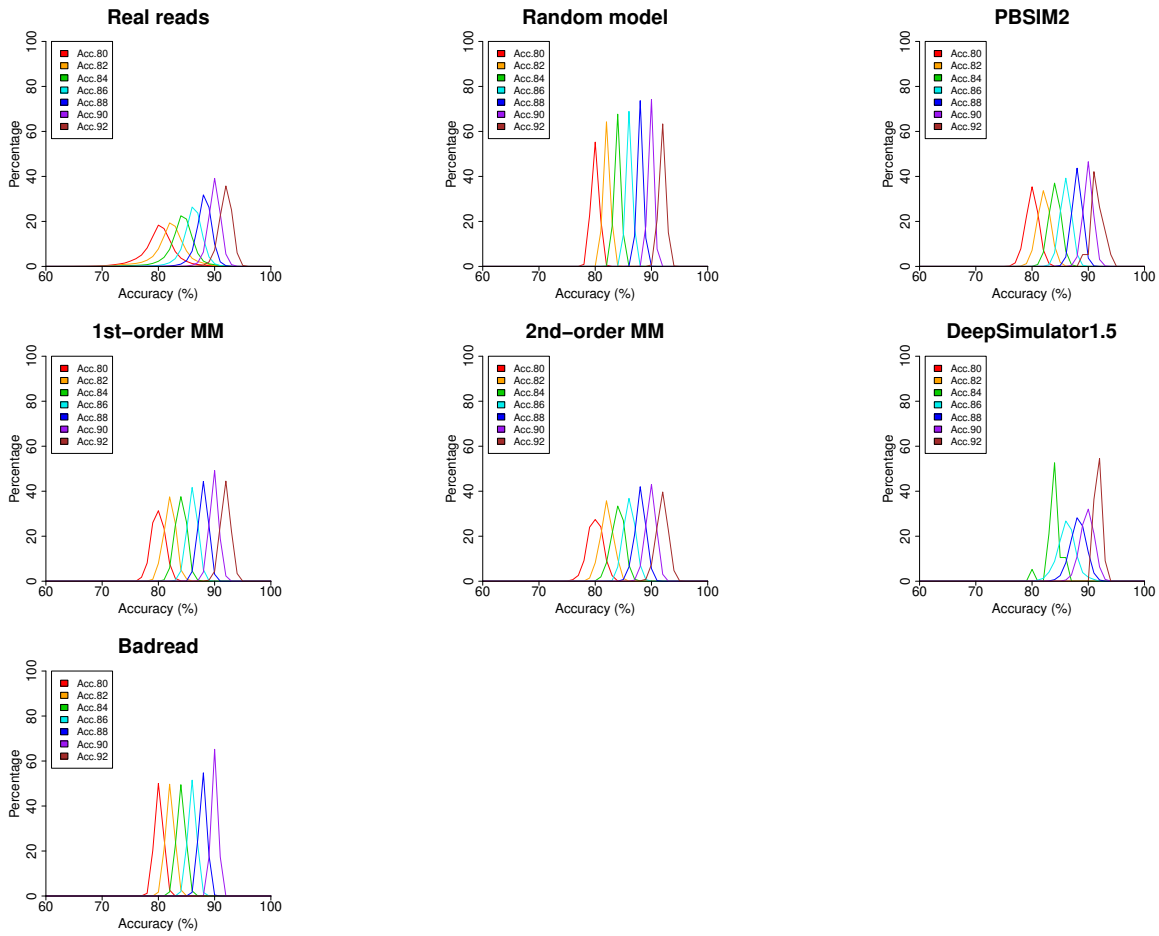 Real reads
Percentage
0 20 40 60 80 100
Acc.80
Acc.82
Acc.84
Acc.86
Acc.88
Acc.90
Acc.92
60 70 80 90 100
Accuracy (%)
Random model
Percentage
0 20 40 60 80 100
Acc.80
Acc.82
Acc.84
Acc.86
Acc.88
Acc.90
Acc.92
60 70 80 90 100
Accuracy (%)
PBSIM2
Percentage
0 20 40 60 80 100
Acc.80
Acc.82
Acc.84
Acc.86
Acc.88
Acc.90
Acc.92
60 70 80 90 100
Accuracy (%)
1st−order MM
Percentage
0 20 40 60 80 100
Acc.80
Acc.82
Acc.84
Acc.86
Acc.88
Acc.90
Acc.92
60 70 80 90 100
Accuracy (%)
2nd−order MM
Percentage
0 20 40 60 80 100
Acc.80
Acc.82
Acc.84
Acc.86
Acc.88
Acc.90
Acc.92
60 70 80 90 100
Accuracy (%)
DeepSimulator1.5
Percentage
0 20 40 60 80 100
Acc.80
Acc.82
Acc.84
Acc.86
Acc.88
Acc.90
Acc.92
60 70 80 90 100
Accuracy (%)
Badread
Percentage
0 20 40 60 80 100
Acc.80
Acc.82
Acc.84
Acc.86
Acc.88
Acc.90
Acc.92
60 70 80 90 100
Accuracy (%)